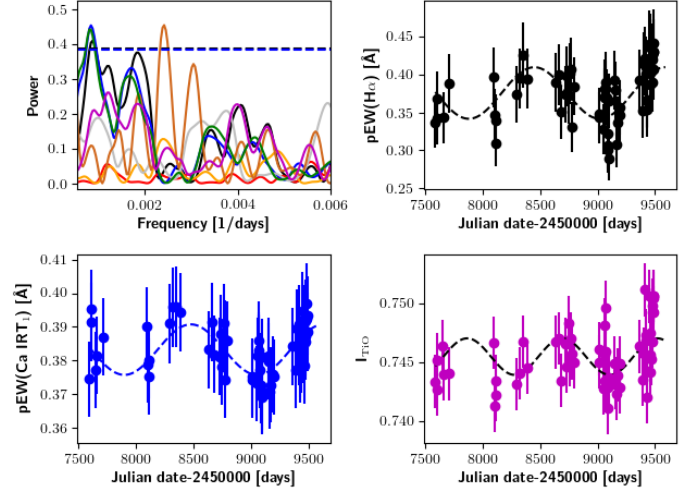 0.5
0.4
0.3
0.2
0.1
0.0
Power
0.002 0.004 0.006
Frequency [1/days]
0.45
0.40
0.35
0.30
0.25
pEW(Hα) [Å]
7500 8000 8500 9000 9500
Julian date-2450000 [days]
0.41
0.40
0.39
0.38
0.37
0.36
pEW(Ca IRT₁) [Å]
7500 8000 8500 9000 9500
Julian date-2450000 [days]
0.750
0.745
0.740
I_TiO
7500 8000 8500 9000 9500
Julian date-2450000 [days]